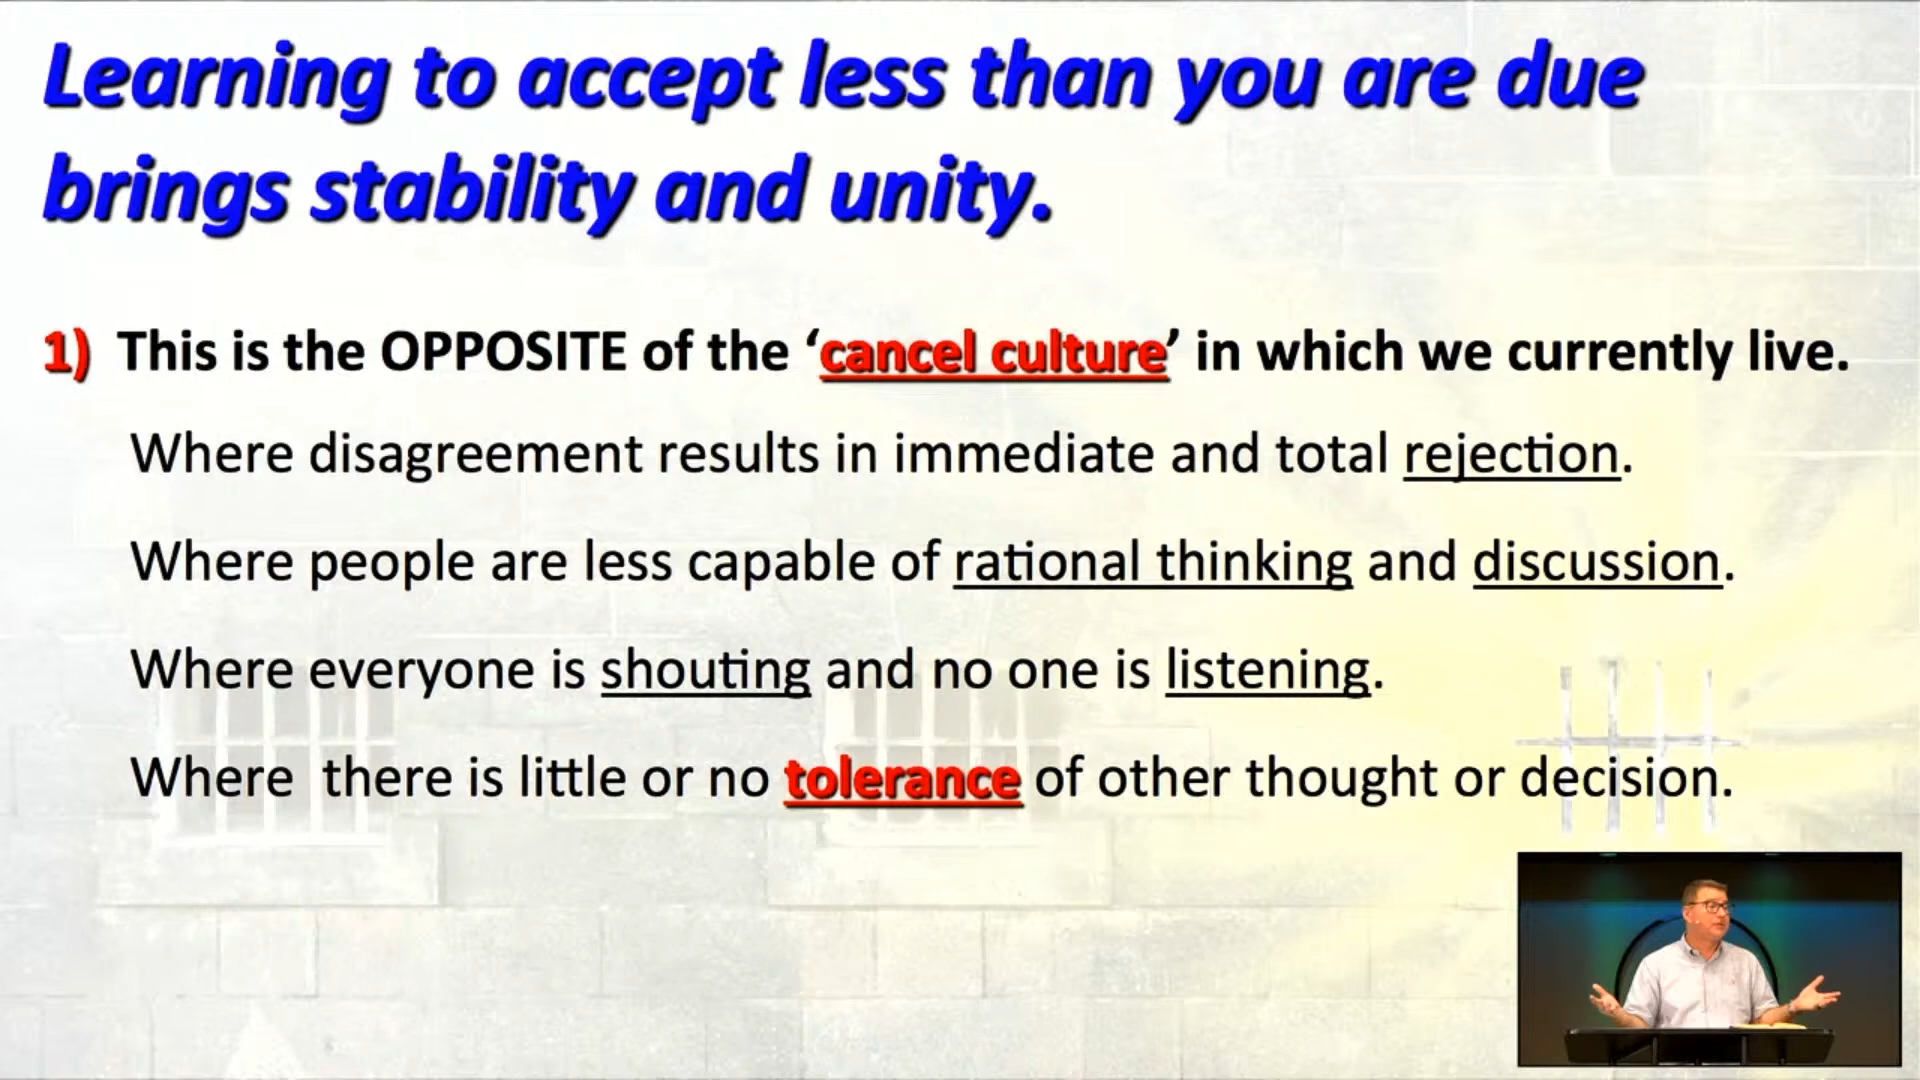 Learning to accept less than you are due
brings stability and unity.
1) This is the OPPOSITE of the ‘cancel culture’ in which we currently live.
Where disagreement results in immediate and total rejection.
Where people are less capable of rational thinking and discussion.
Where everyone is shouting and no one is listening.
Where  there is little or no tolerance of other thought or decision.